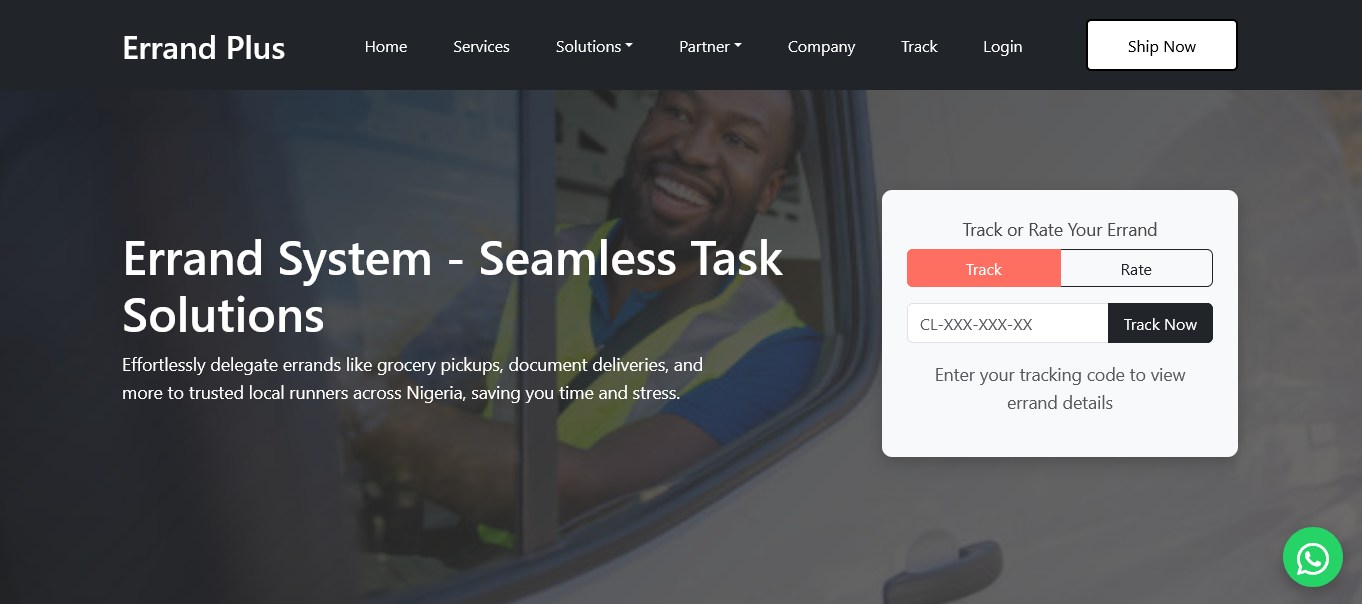 Errand Plus
Home
Services
Solutions
Partner
Company
Track
Login
Ship Now
Errand System - Seamless Task
Solutions
Effortlessly delegate errands like grocery pickups, document deliveries, and
more to trusted local runners across Nigeria, saving you time and stress.
Track or Rate Your Errand
Track
Rate
CL-XXX-XXX-XX
Track Now
Enter your tracking code to view
errand details